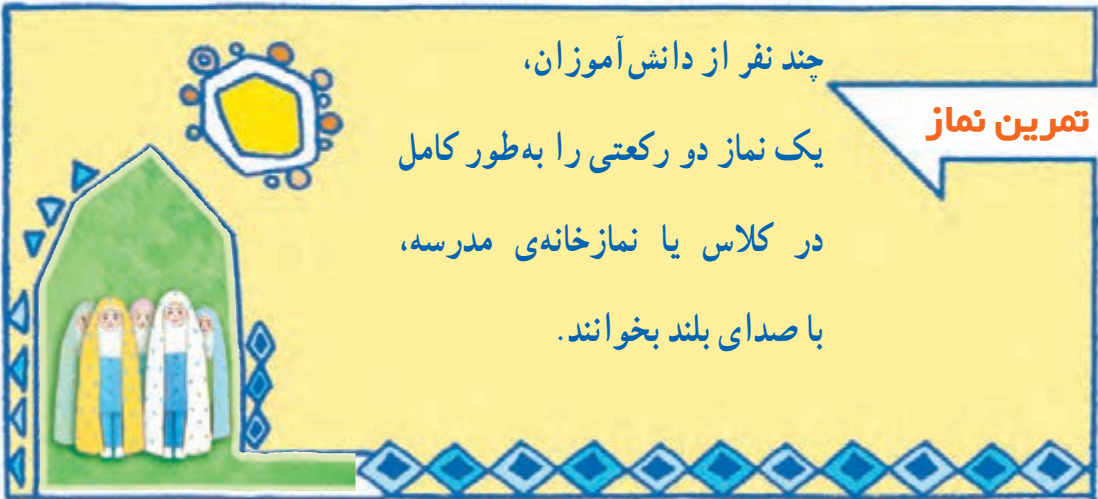 تمرین نماز
چند نفر از دانش‌آموزان،
یک نماز دو رکعتی را به‌طور کامل
در کلاس یا نمازخانه‌ی مدرسه،
با صدای بلند بخوانند.